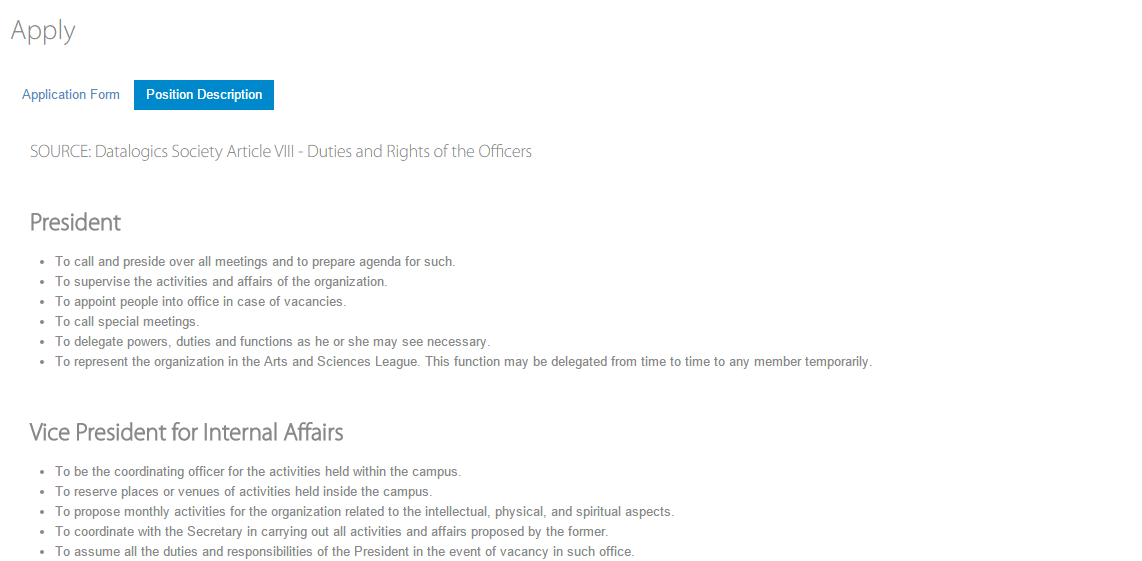 Apply
Application Form Position Description
SOURCE: Datalogics Society Article VIII - Duties and Rights of the Officers
President
• To call and preside over all meetings and to prepare agenda for such.
• To supervise the activities and affairs of the organization.
• To appoint people into office in case of vacancies.
• To call special meetings.
• To delegate powers, duties and functions as he or she may see necessary.
• To represent the organization in the Arts and Sciences League. This function may be delegated from time to time to any member temporarily.
Vice President for Internal Affairs
• To be the coordinating officer for the activities held within the campus.
• To reserve places or venues of activities held inside the campus.
• To propose monthly activities for the organization related to the intellectual, physical, and spiritual aspects.
• To coordinate with the Secretary in carrying out all activities and affairs proposed by the former.
• To assume all the duties and responsibilities of the President in the event of vacancy in such office.